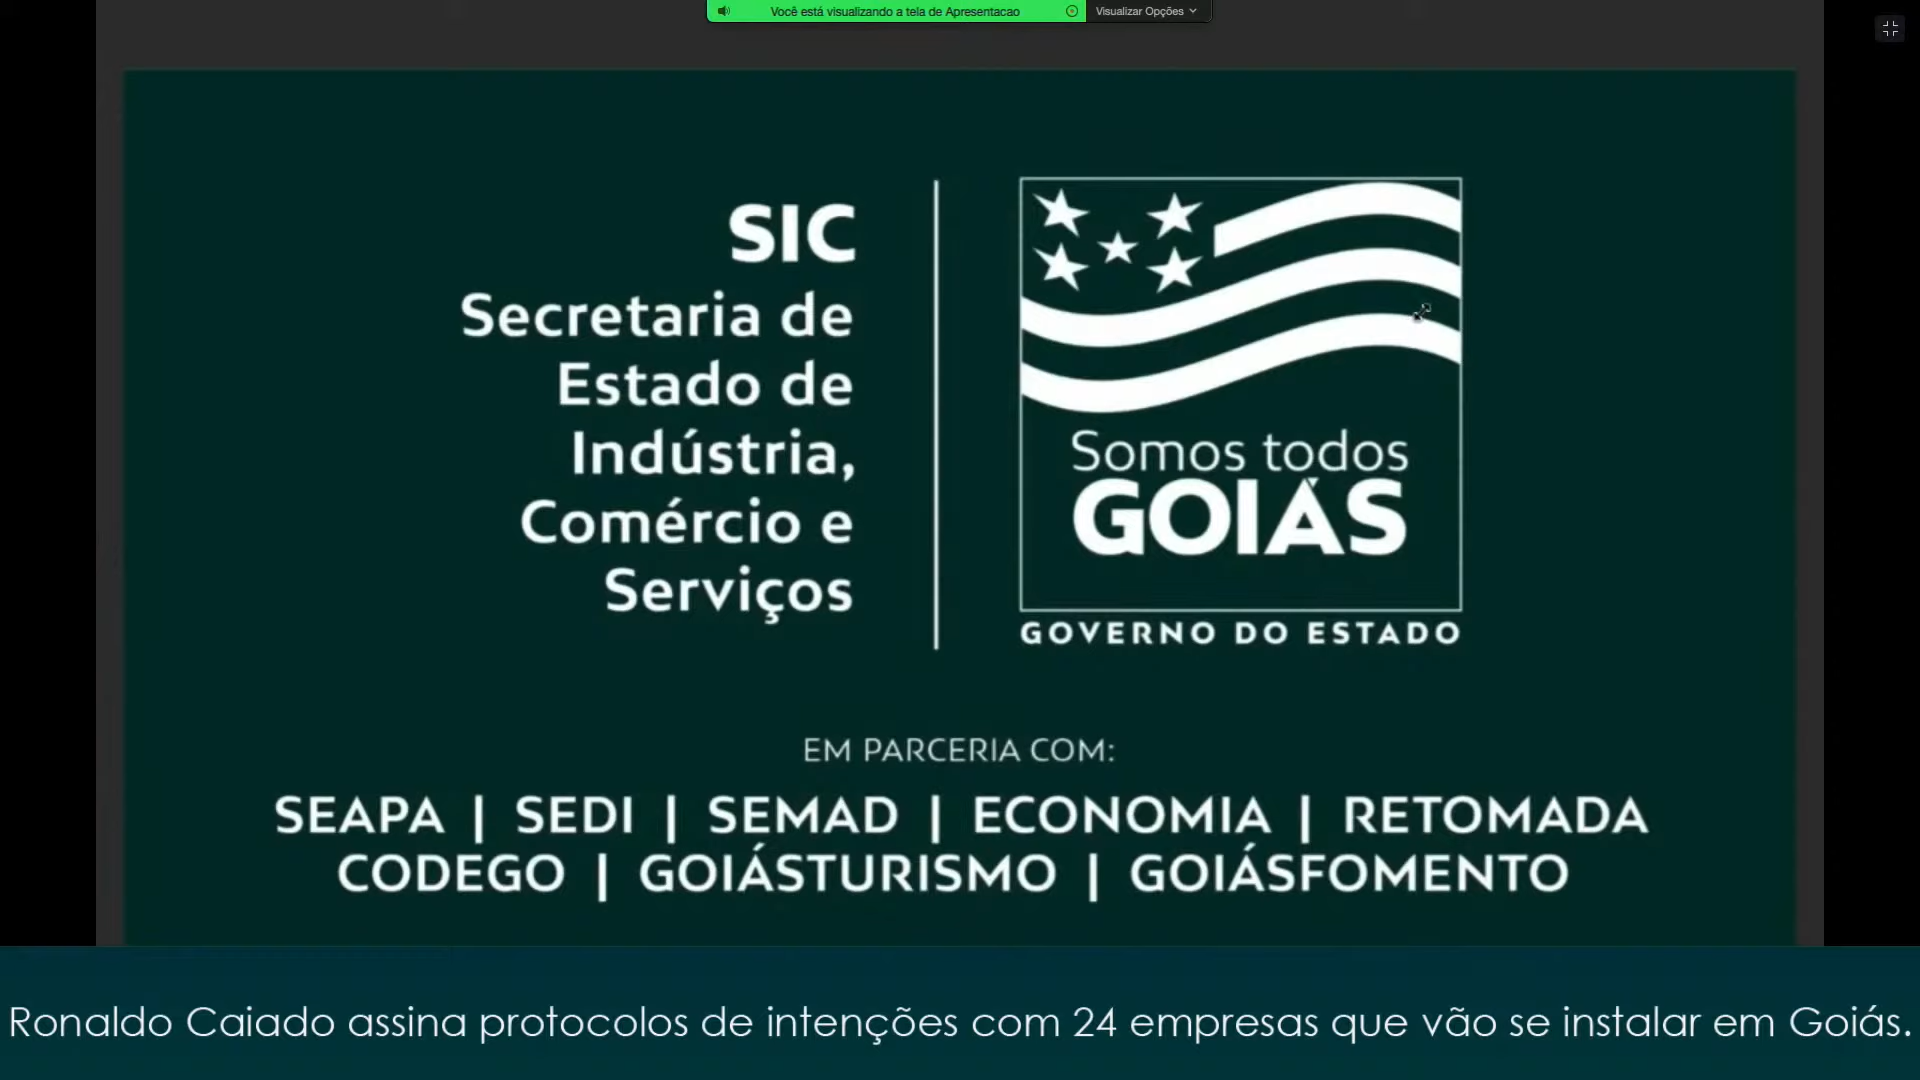 Você está visualizando a tela de Apresentacao
Visualizar Opções
SIC
Secretaria de
Estado de
Indústria,
Comércio e
Serviços
Somos todos
GOIÁS
GOVERNO DO ESTADO
EM PARCERIA COM:
SEAPA | SEDI | SEMAD | ECONOMIA | RETOMADA
CODEGO | GOIÁSTURISMO | GOIÁSFOMENTO
Ronaldo Caiado assina protocolos de intenções com 24 empresas que vão se instalar em Goiás.